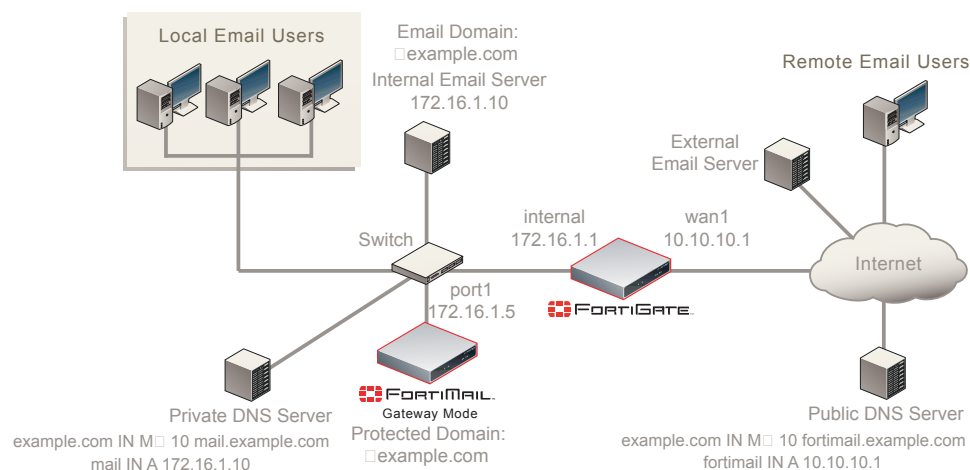 Local Email Users
Email Domain:
□example.com
Internal Email Server
172.16.1.10
Remote Email Users
External
Email Server
internal
172.16.1.1
wan1
10.10.10.1
Switch
Internet
port1
172.16.1.5
FORTIGATE
FORTIMAIL
Gateway Mode
Protected Domain:
□example.com
Private DNS Server
example.com IN M□ 10 mail.example.com
mail IN A 172.16.1.10
Public DNS Server
example.com IN M□ 10 fortimail.example.com
fortimail IN A 10.10.10.1